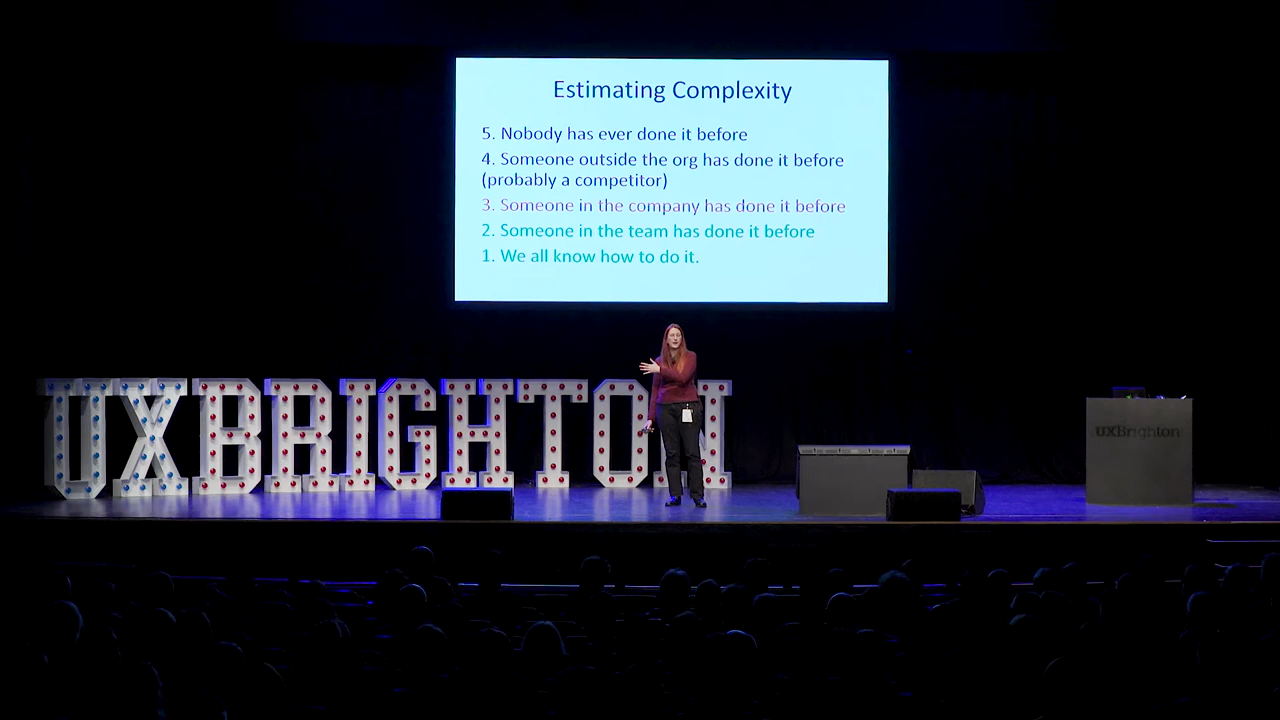 Estimating Complexity
5. Nobody has ever done it before
4. Someone outside the org has done it before
(probably a competitor)
3. Someone in the company has done it before
2. Someone in the team has done it before
1. We all know how to do it.
UXBRIGHTON
UXBrighton